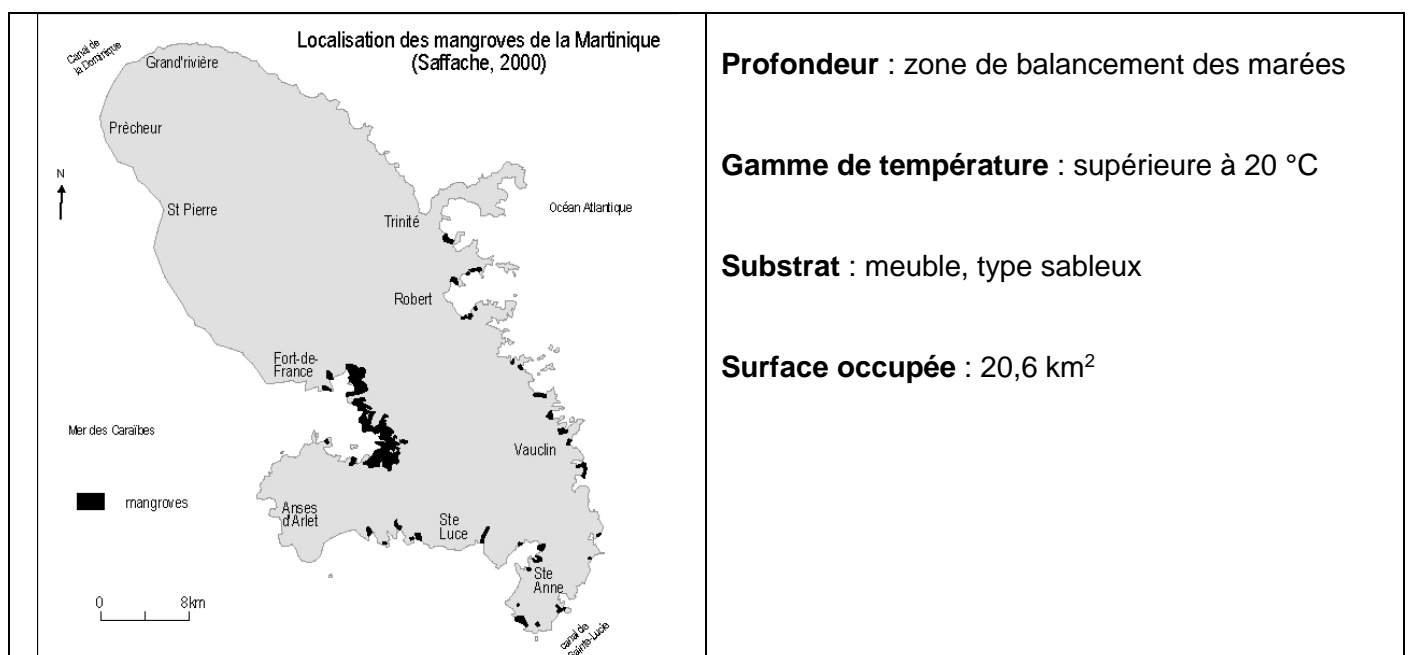 Localisation des mangroves de la Martinique
(Saffache, 2000)
Canal de
la Dominique
Grand'rivière
Prècheur
N
St Pierre
Trinité
Océan Atlantique
Robert
Fort-de-
France
Mer des Caraïbes
Vauclin
mangroves
Anses
d'Arlet
Ste
Luce
Ste
Anne
0 8km
canal de
Sainte-Lucie
Profondeur : zone de balancement des marées
Gamme de température : supérieure à 20 °C
Substrat : meuble, type sableux
Surface occupée : 20,6 km²